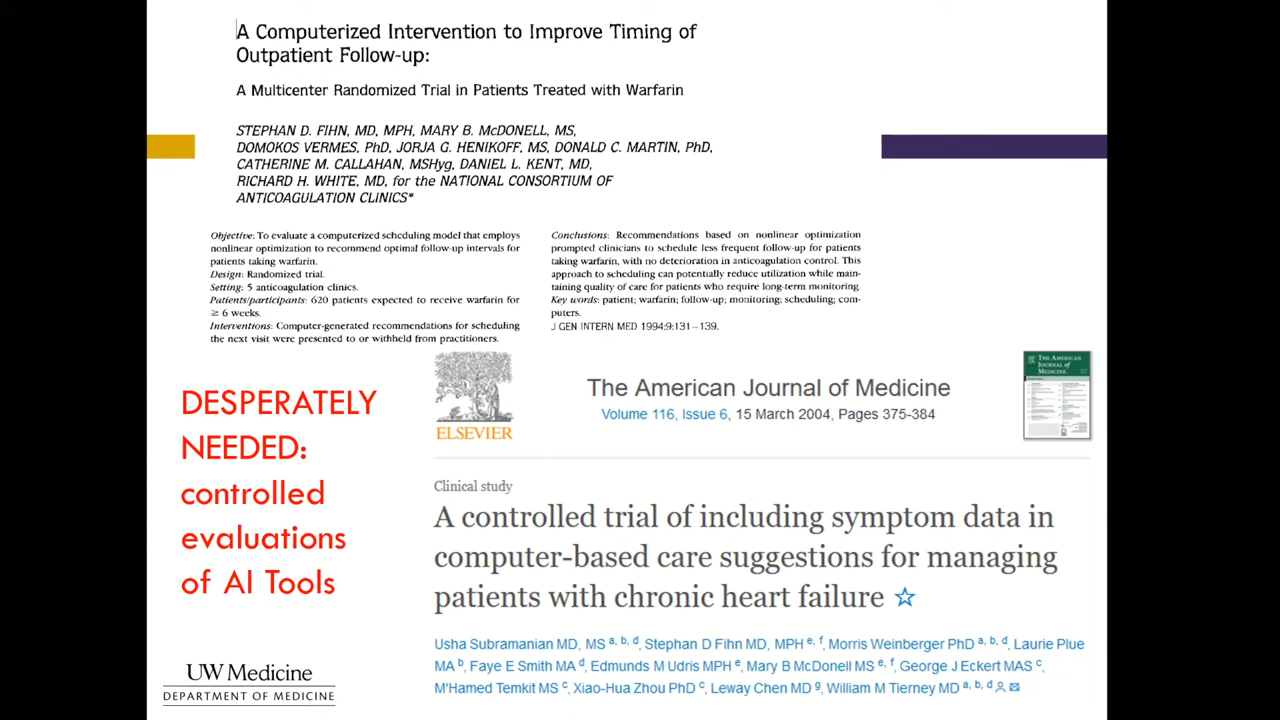 A Computerized Intervention to Improve Timing of
Outpatient Follow-up:
A Multicenter Randomized Trial in Patients Treated with Warfarin
STEPHAN D. FIHN, MD, MPH, MARY B. McDONELL, MS,
DOMOKOS VERMES, PhD, JORJA G. HENIKOFF, MS, DONALD C. MARTIN, PhD,
CATHERINE M. CALLAHAN, MSHyg, DANIEL L. KENT, MD,
RICHARD H. WHITE, MD, for the NATIONAL CONSORTIUM OF
ANTICOAGULATION CLINICS*
Objective: To evaluate a computerized scheduling model that employs
nonlinear optimization to recommend optimal follow-up intervals for
patients taking warfarin.
Design: Randomized trial.
Setting: 5 anticoagulation clinics.
Patients/participants: 620 patients expected to receive warfarin for
≥ 6 weeks.
Interventions: Computer-generated recommendations for scheduling
the next visit were presented to or withheld from practitioners.
Conclusions: Recommendations based on nonlinear optimization
prompted clinicians to schedule less frequent follow-up for patients
taking warfarin, with no deterioration in anticoagulation control. This
approach to scheduling can potentially reduce utilization while main-
taining quality of care for patients who require long-term monitoring.
Key words: patient; warfarin; follow-up; monitoring; scheduling; com-
puters.
J GEN INTERN MED 1994;9:131–139.
DESPERATELY
NEEDED:
controlled
evaluations
of AI Tools
ELSEVIER
The American Journal of Medicine
Volume 116, Issue 6, 15 March 2004, Pages 375-384
THE AMERICAN
JOURNAL of
MEDICINE
Clinical study
A controlled trial of including symptom data in
computer-based care suggestions for managing
patients with chronic heart failure ☆
Usha Subramanian MD, MS a, b, d, Stephan D Fihn MD, MPH e, f, Morris Weinberger PhD a, b, d, Laurie Plue
MA b, Faye E Smith MA d, Edmunds M Udris MPH e, Mary B McDonell MS e, f, George J Eckert MAS c,
M'Hamed Temkit MS c, Xiao-Hua Zhou PhD c, Leway Chen MD g, William M Tierney MD a, b, d
UW Medicine
DEPARTMENT OF MEDICINE